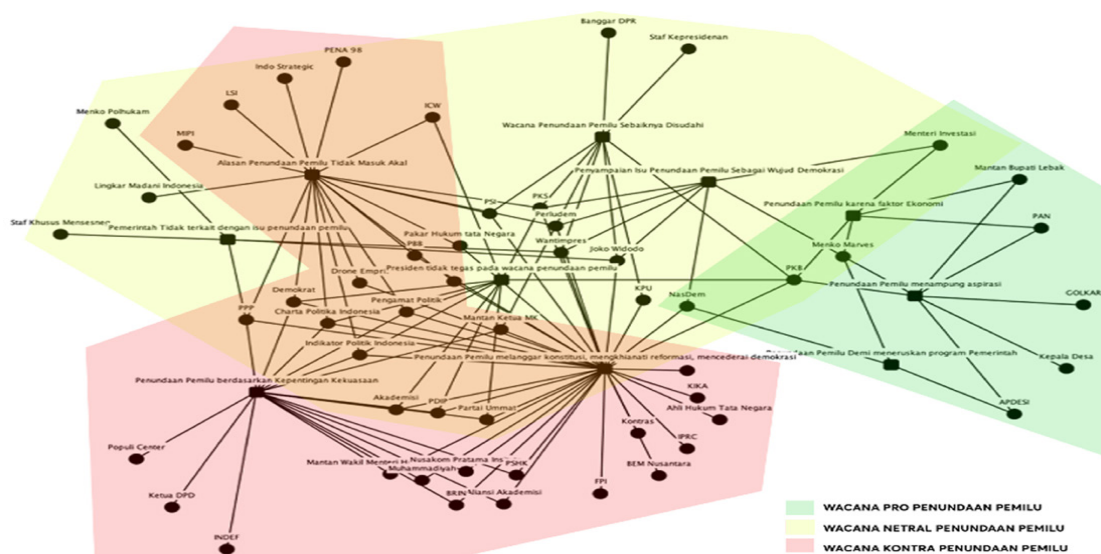 Banggar DPR
Staf Kepresidenan
PENA 98
Indo Strategic
LSI
ICW
Menko Polhukam
Wacana Penundaan Pemilu Sebaiknya Disudahi
MIPI
Menteri Investasi
Alasan Penundaan Pemilu Tidak Masuk Akal
Penyampaian Isu Penundaan Pemilu Sebagai Wujud Demokrasi
Mantan Bupati Lebak
Lingkar Madani Indonesia
PKS
Penundaan Pemilu karena faktor Ekonomi
PSI
Perludem
PAN
Staf Khusus Mensesneg
Pemerintah Tidak terkait dengan isu penundaan pemilu
Pakar Hukum tata Negara
Wantimpres
PBB
Joko Widodo
Menko Marves
Presiden tidak tegas pada wacana penundaan pemilu
PKB
Drone Empri
Penundaan Pemilu menampung aspirasi
Demokrat
KPU
NasDem
Pengamat Politik
GOLKAR
PPP
Charta Politika Indonesia
Mantan Ketua MK
Indikator Politik Indonesia
Penundaan Pemilu melanggar konstitusi, mengkhianati reformasi, mencederai demokrasi
Penundaan Pemilu Demi meneruskan program Pemerintah
Kepala Desa
Penundaan Pemilu berdasarkan Kepentingan Kekuasaan
KIKA
Akademisi
PDIP
Partai Ummat
Ahli Hukum Tata Negara
APDESI
Kontras
IPRC
Populi Center
Mantan Wakil Menteri
Nusakom Pratama Ins
PSHK
Muhammadiyah
BEM Nusantara
Ketua DPD
BRIN
Aliansi Akademisi
FPI
INDEF
WACANA PRO PENUNDAAN PEMILU
WACANA NETRAL PENUNDAAN PEMILU
WACANA KONTRA PENUNDAAN PEMILU